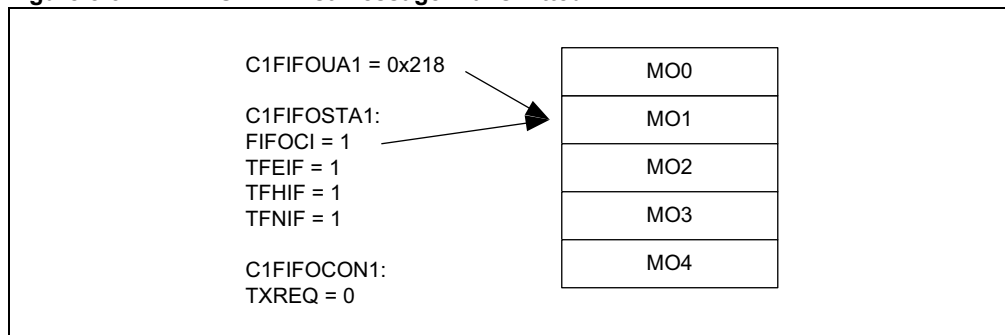 C1FIFOUA1 = 0x218
C1FIFOSTA1:
FIFOCI = 1
TFEIF = 1
TFHIF = 1
TFNIF = 1
C1FIFOCON1:
TXREQ = 0
MO0
MO1
MO2
MO3
MO4